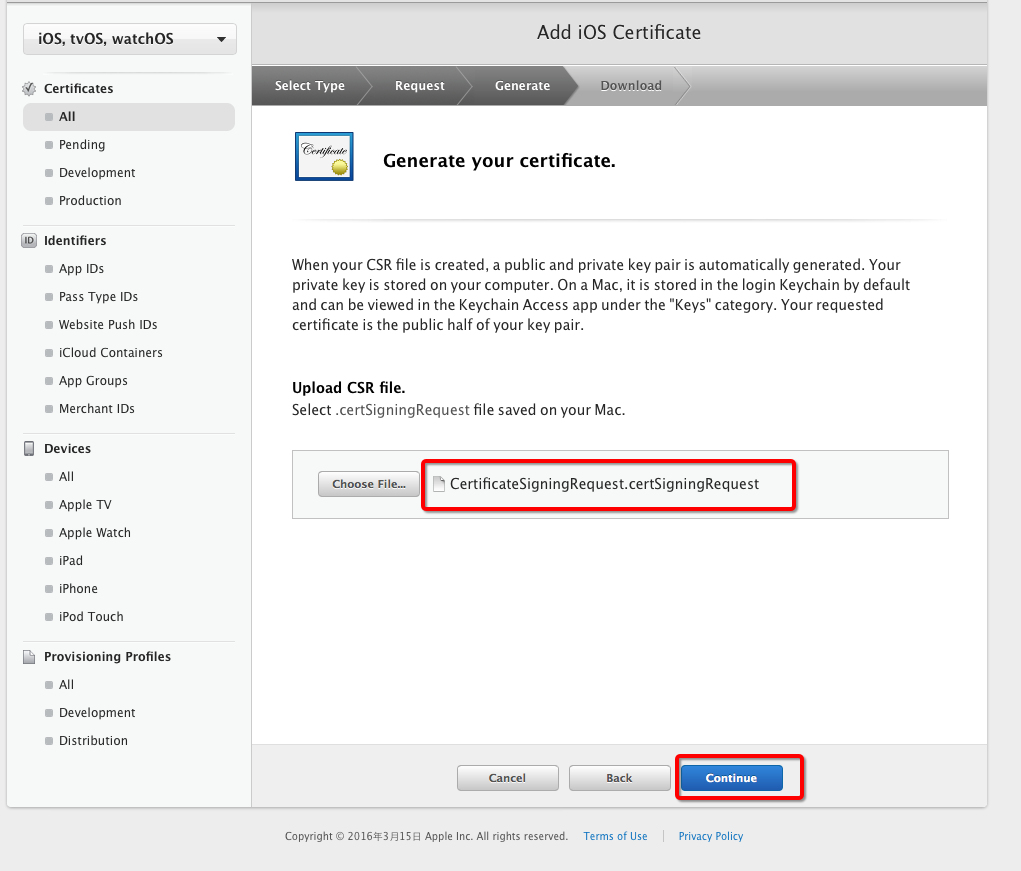 iOS, tvOS, watchOS
Certificates
All
Pending
Development
Production
ID Identifiers
App IDs
Pass Type IDs
Website Push IDs
iCloud Containers
App Groups
Merchant IDs
Devices
All
Apple TV
Apple Watch
iPad
iPhone
iPod Touch
Provisioning Profiles
All
Development
Distribution
Add iOS Certificate
Select Type Request Generate Download
Certificate
Generate your certificate.
When your CSR file is created, a public and private key pair is automatically generated. Your
private key is stored on your computer. On a Mac, it is stored in the login Keychain by default
and can be viewed in the Keychain Access app under the "Keys" category. Your requested
certificate is the public half of your key pair.
Upload CSR file.
Select .certSigningRequest file saved on your Mac.
Choose File... CertificateSigningRequest.certSigningRequest
Cancel Back Continue
Copyright © 2016年3月15日 Apple Inc. All rights reserved. Terms of Use Privacy Policy